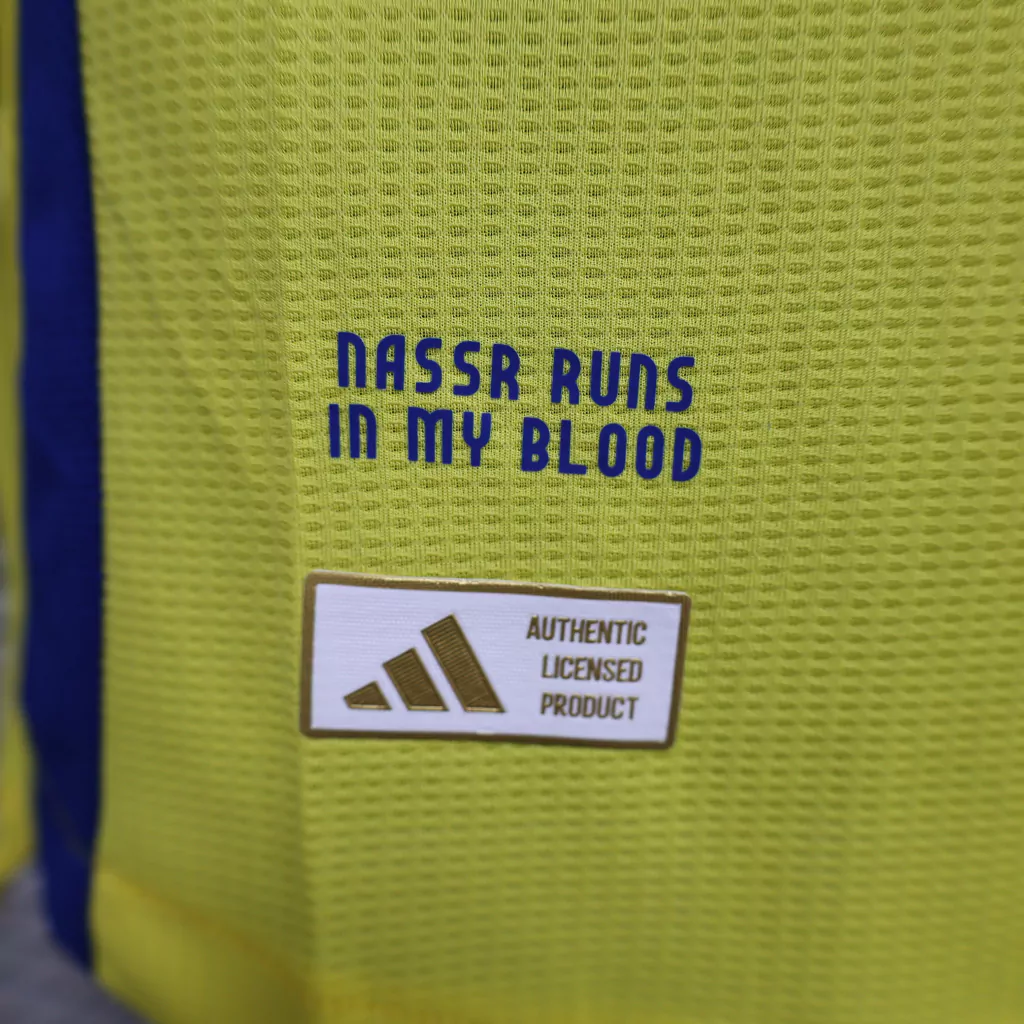 NASSR RUNS
IN MY BLOOD
AUTHENTIC
LICENSED
PRODUCT